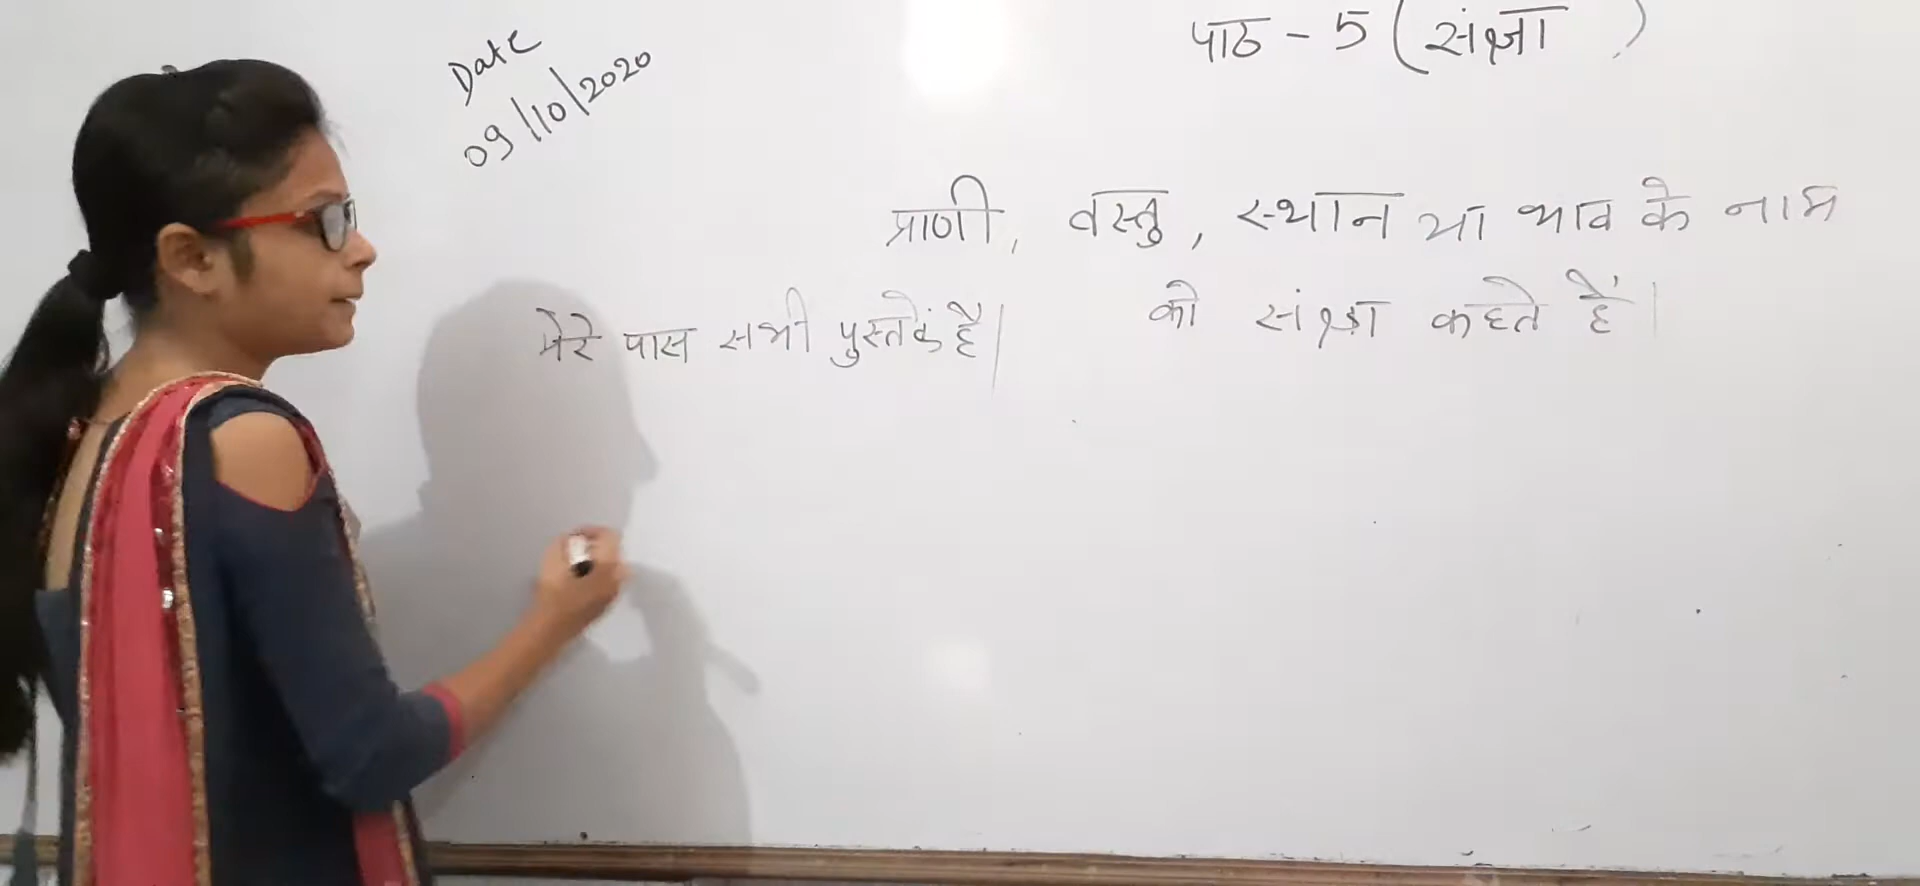 Date
09/10/2020
पाठ - 5 ( संज्ञा )
प्राणी, वस्तु, स्थान या भाव के नाम
को संज्ञा कहते हैं।
मेरे पास सभी पुस्तकें है।